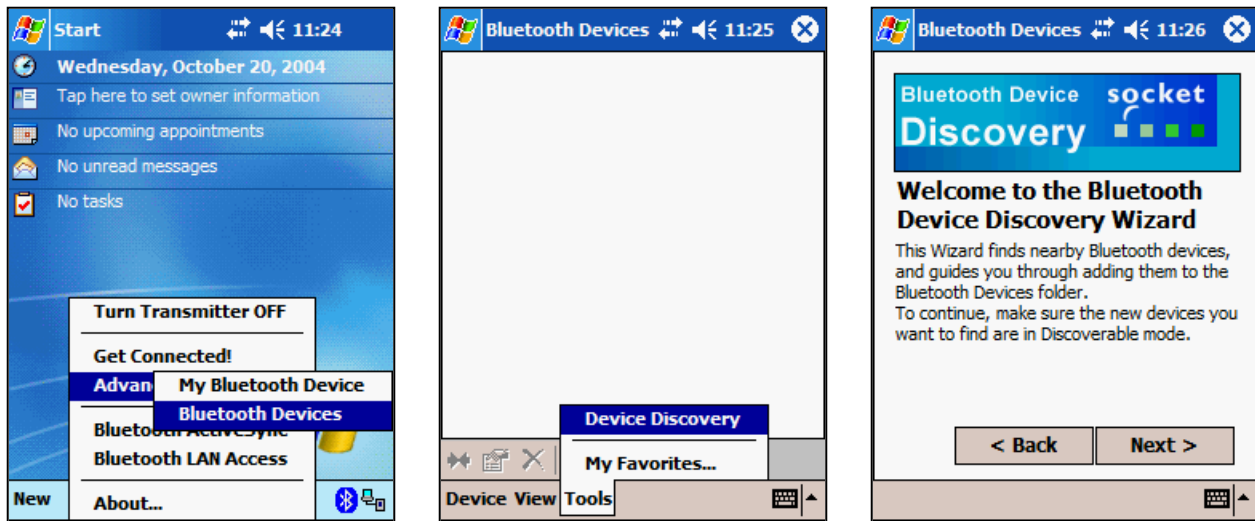 Start 11:24
Wednesday, October 20, 2004
Tap here to set owner information
No upcoming appointments
No unread messages
No tasks
Turn Transmitter OFF
Get Connected!
Advan
My Bluetooth Device
Bluetooth Devices
Bluetooth ActiveSync
Bluetooth LAN Access
About...
New
Bluetooth Devices 11:25
Device Discovery
My Favorites...
Device View Tools
Bluetooth Devices 11:26
Bluetooth Device
Discovery
socket
Welcome to the Bluetooth
Device Discovery Wizard
This Wizard finds nearby Bluetooth devices,
and guides you through adding them to the
Bluetooth Devices folder.
To continue, make sure the new devices you
want to find are in Discoverable mode.
< Back Next >